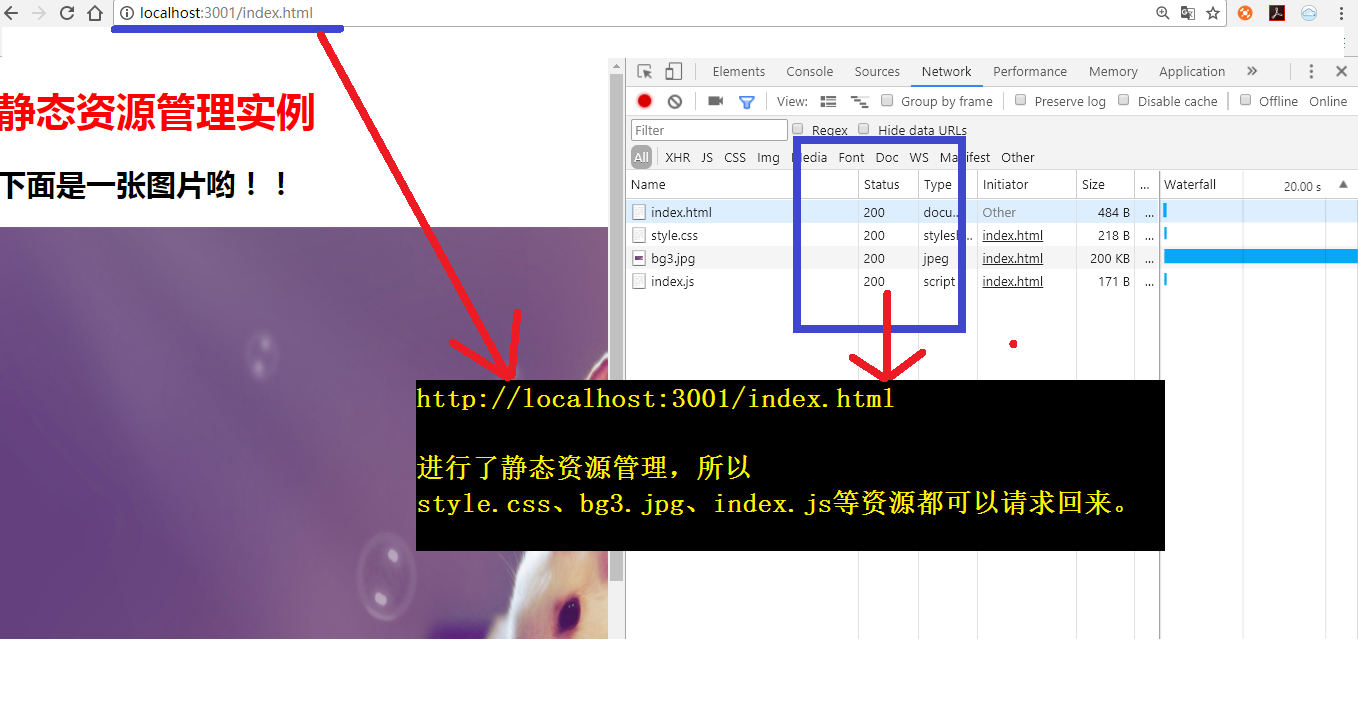 localhost:3001/index.html
静态资源管理实例
下面是一张图片哟！！
Elements Console Sources Network Performance Memory Application »
View: Group by frame Preserve log Disable cache Offline Online
Filter Regex Hide data URLs
All XHR JS CSS Img Media Font Doc WS Manifest Other
Name Status Type Initiator Size ... Waterfall 20.00 s
index.html 200 docu... Other 484 B ...
style.css 200 stylesh... index.html 218 B ...
bg3.jpg 200 jpeg index.html 200 KB ...
index.js 200 script index.html 171 B ...
http://localhost:3001/index.html
进行了静态资源管理，所以
style.css、bg3.jpg、index.js等资源都可以请求回来。